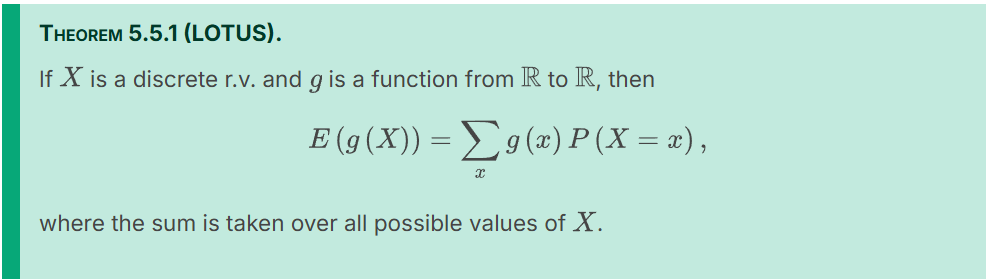 THEOREM 5.5.1 (LOTUS).
If X is a discrete r.v. and g is a function from ℝ to ℝ, then
E (g (X)) = ∑ g (x) P (X = x) ,
x
where the sum is taken over all possible values of X.